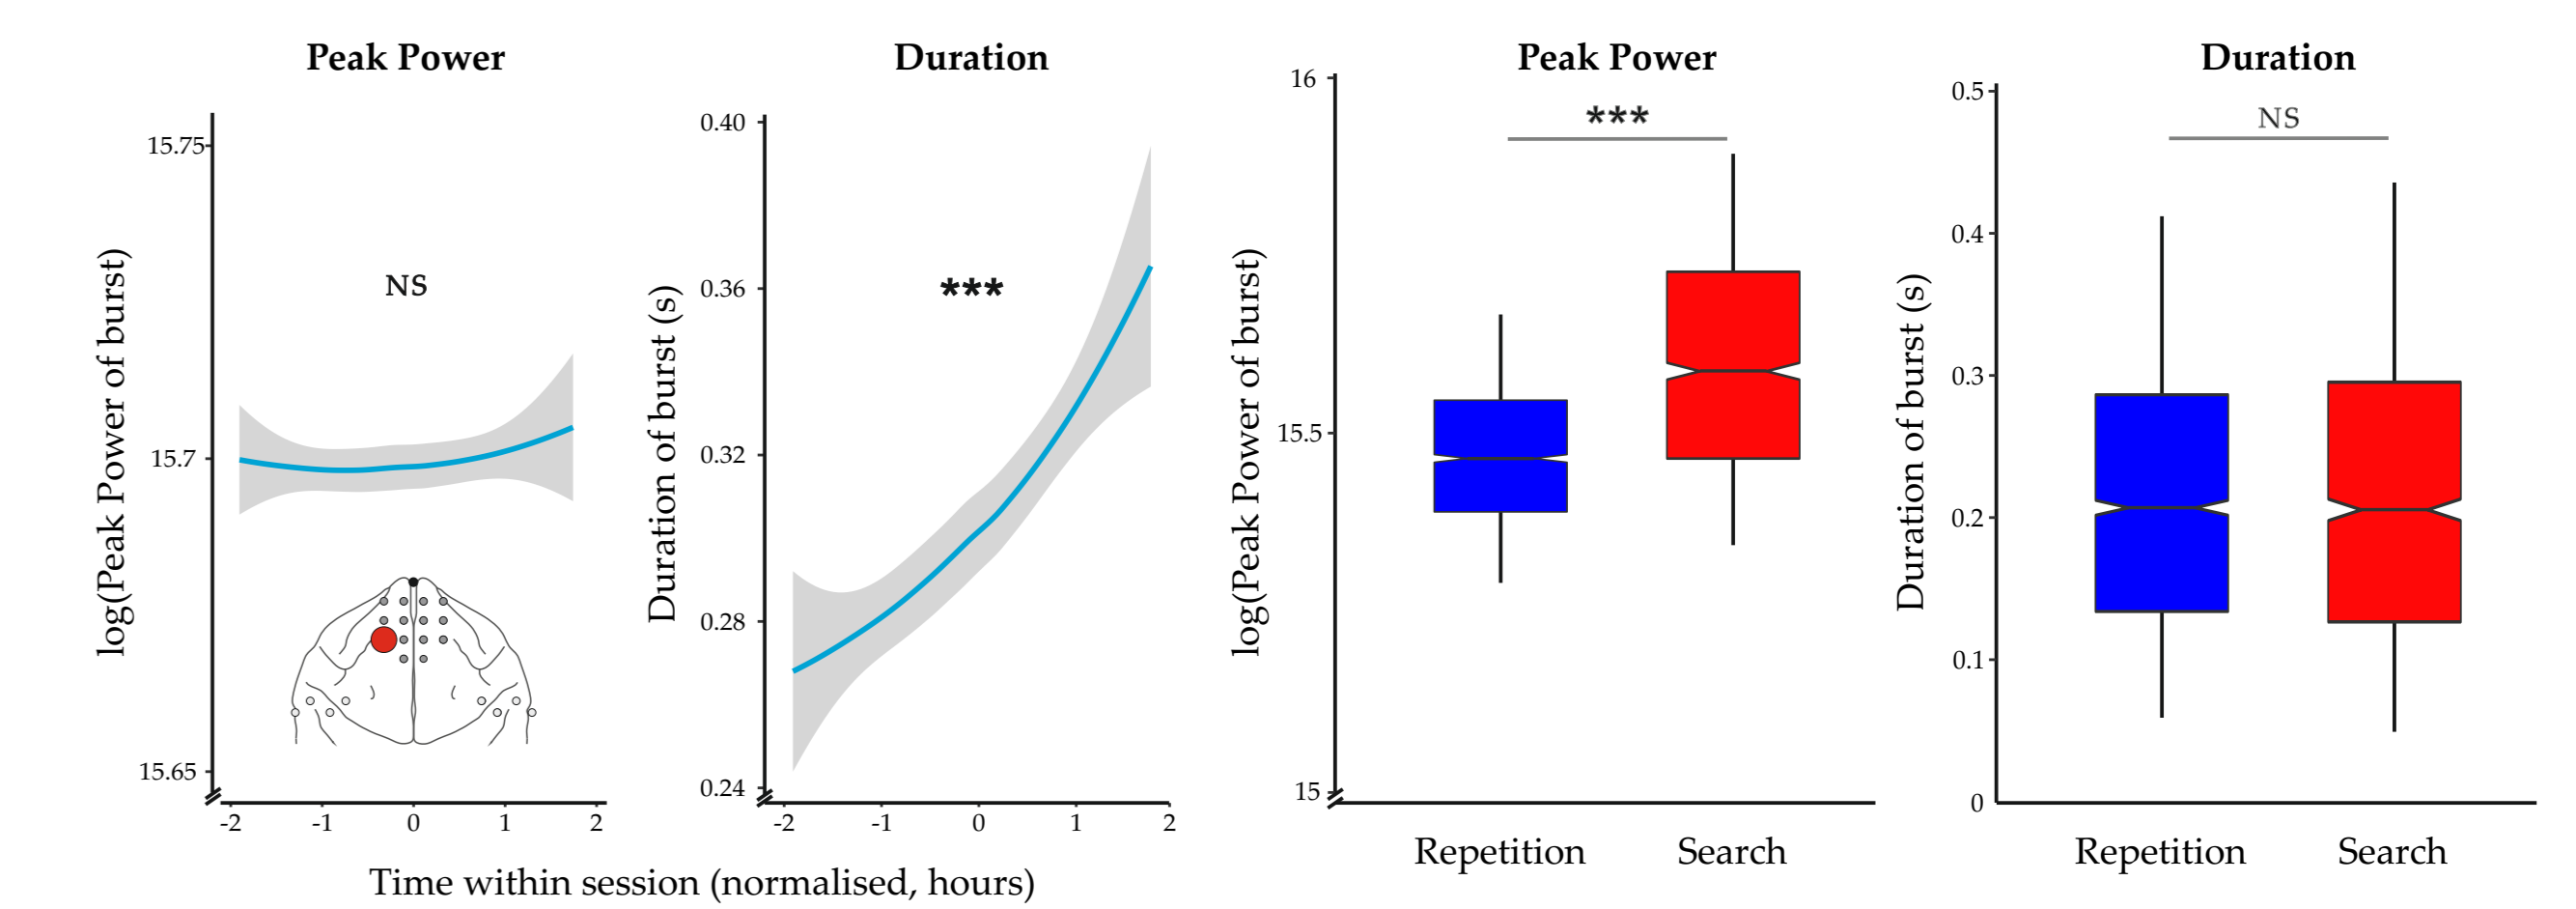 Peak Power
Duration
Peak Power
Duration
log(Peak Power of burst)
15.75
15.7
15.65
NS
-2 -1 0 1 2
Duration of burst (s)
0.40
0.36
0.32
0.28
0.24
***
-2 -1 0 1 2
Time within session (normalised, hours)
log(Peak Power of burst)
16
15.5
15
***
Repetition Search
Duration of burst (s)
0.5
0.4
0.3
0.2
0.1
0
NS
Repetition Search